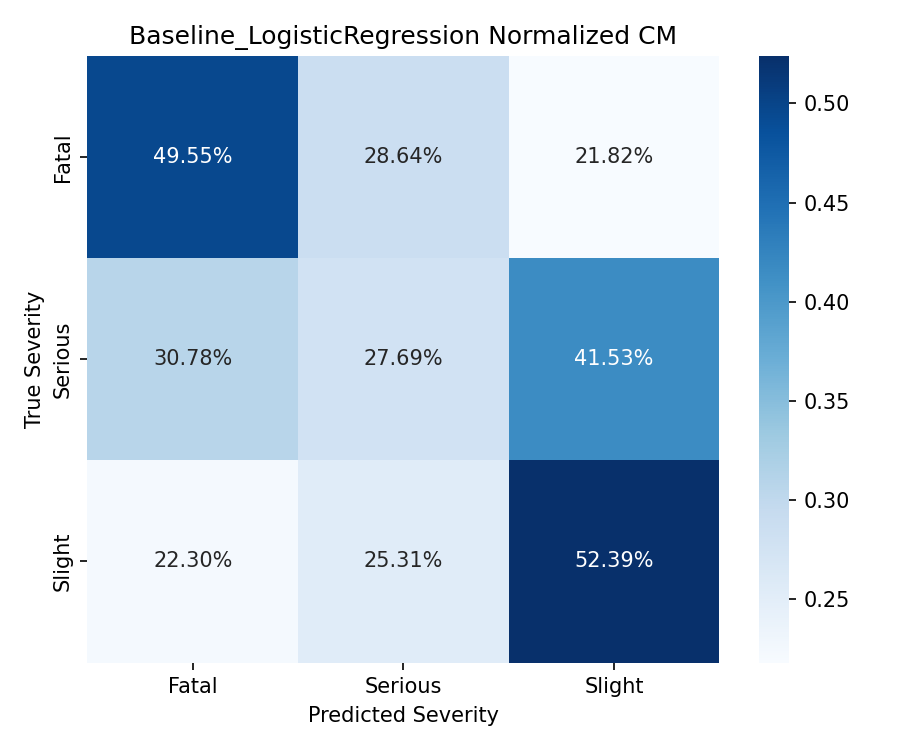 Baseline_LogisticRegression Normalized CM
True Severity
Fatal
49.55% 28.64% 21.82%
Serious
30.78% 27.69% 41.53%
Slight
22.30% 25.31% 52.39%
Fatal Serious Slight
Predicted Severity
0.50
0.45
0.40
0.35
0.30
0.25